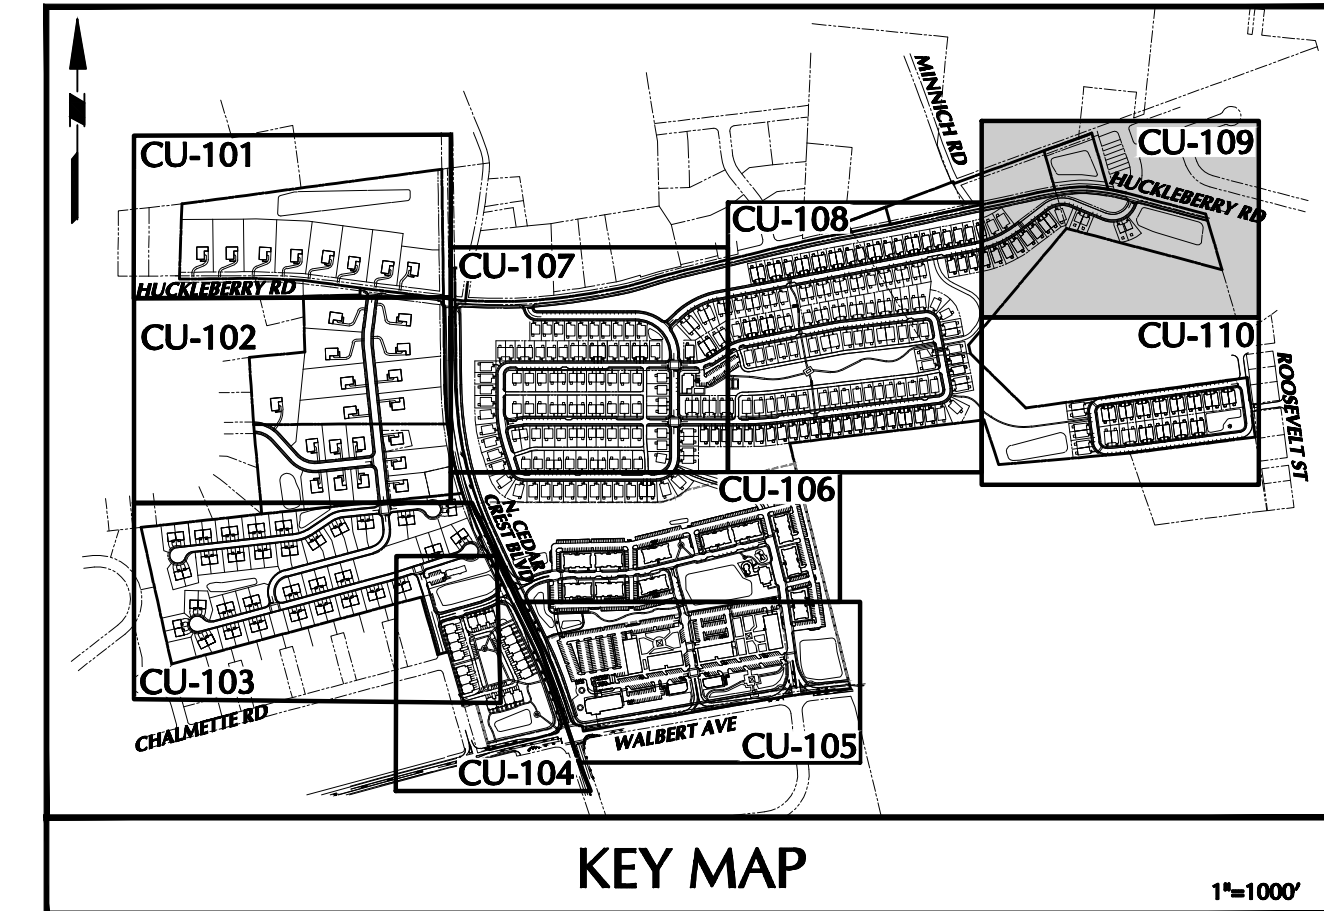 MINNICH RD
CU-101
CU-109
HUCKLEBERRY RD
CU-108
CU-107
HUCKLEBERRY RD
CU-102
CU-110
ROOSEVELT ST
CU-106
N. CEDAR
CREST BLVD
CU-103
CHALMETTE RD
WALBERT AVE
CU-105
CU-104
KEY MAP
1"=1000'